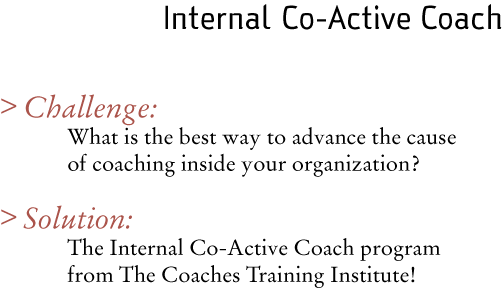 Internal Co-Active Coach
> Challenge:
What is the best way to advance the cause
of coaching inside your organization?
> Solution:
The Internal Co-Active Coach program
from The Coaches Training Institute!